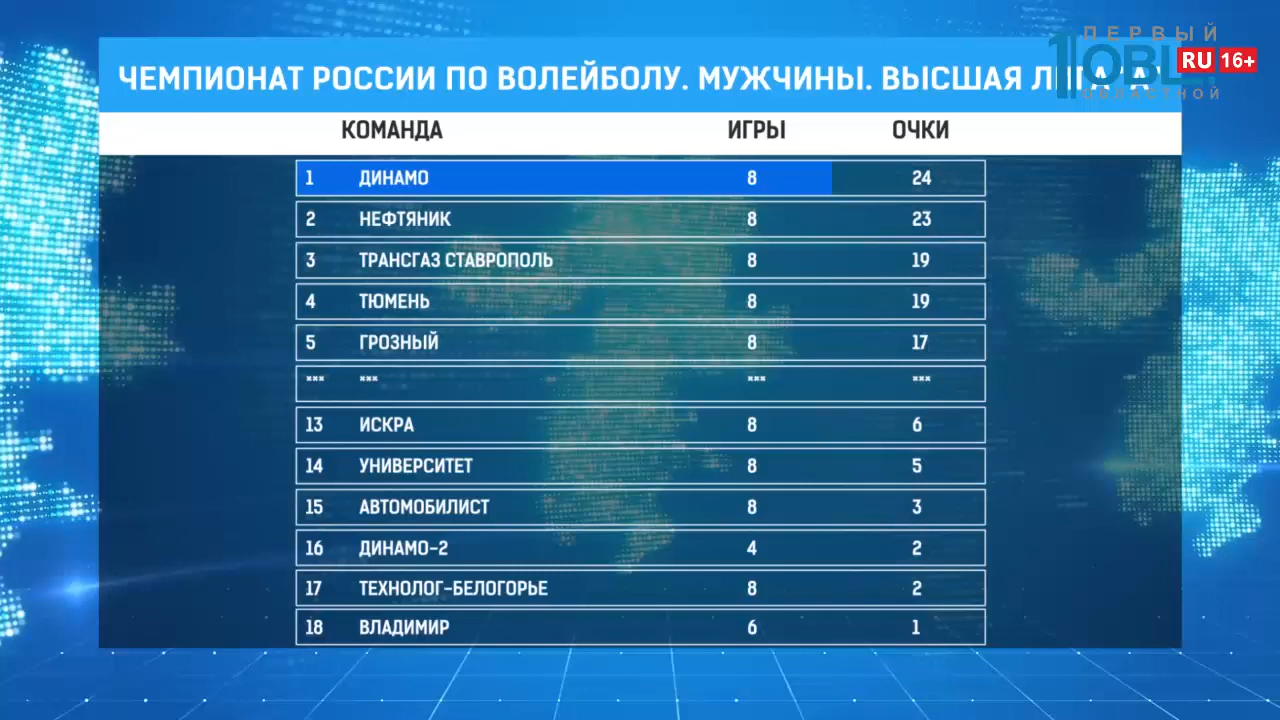 ПЕРВЫЙ
1OBL RU 16+
ОБЛАСТНОЙ
ЧЕМПИОНАТ РОССИИ ПО ВОЛЕЙБОЛУ. МУЖЧИНЫ. ВЫСШАЯ ЛИГА "А"
КОМАНДА ИГРЫ ОЧКИ
1 ДИНАМО 8 24
2 НЕФТЯНИК 8 23
3 ТРАНСГАЗ СТАВРОПОЛЬ 8 19
4 ТЮМЕНЬ 8 19
5 ГРОЗНЫЙ 8 17
*** *** *** ***
13 ИСКРА 8 6
14 УНИВЕРСИТЕТ 8 5
15 АВТОМОБИЛИСТ 8 3
16 ДИНАМО-2 4 2
17 ТЕХНОЛОГ-БЕЛОГОРЬЕ 8 2
18 ВЛАДИМИР 6 1